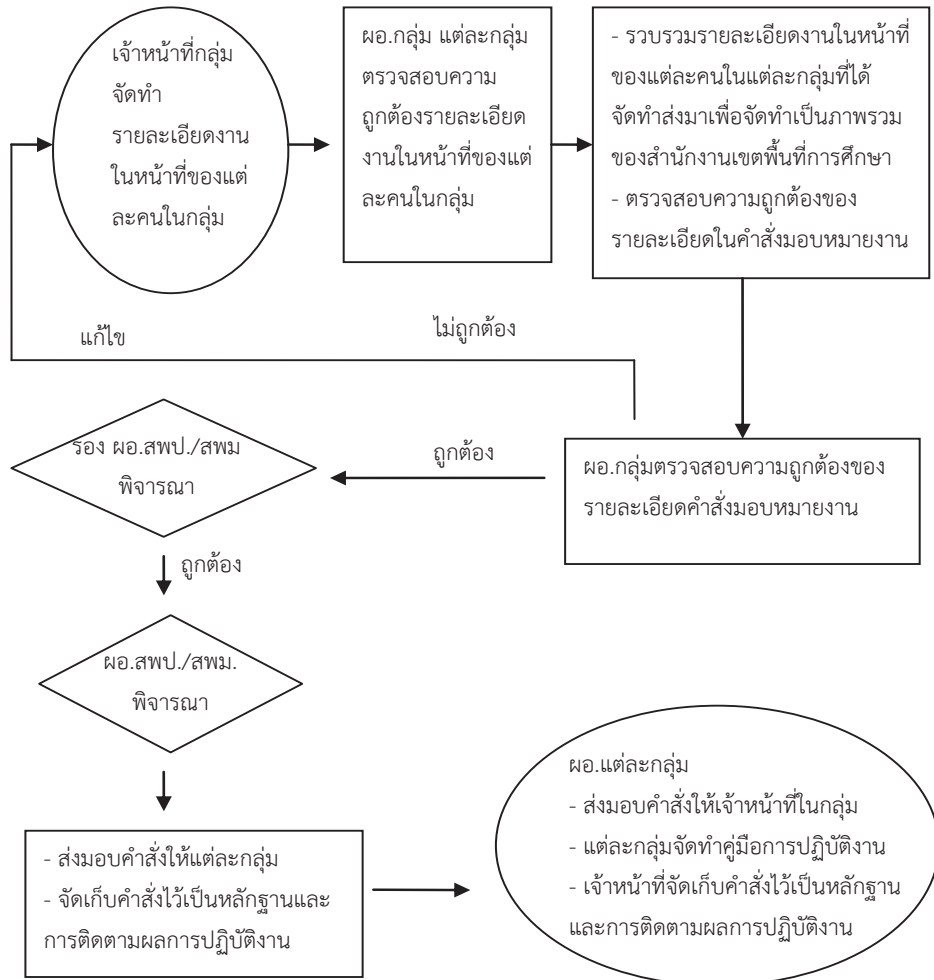 เจ้าหน้าที่กลุ่ม
จัดทำ
รายละเอียดงาน
ในหน้าที่ของแต่
ละคนในกลุ่ม
ผอ.กลุ่ม แต่ละกลุ่ม
ตรวจสอบความ
ถูกต้องรายละเอียด
งานในหน้าที่ของแต่
ละคนในกลุ่ม
- รวบรวมรายละเอียดงานในหน้าที่
ของแต่ละคนในแต่ละกลุ่มที่ได้
จัดทำส่งมาเพื่อจัดทำเป็นภาพรวม
ของสำนักงานเขตพื้นที่การศึกษา
- ตรวจสอบความถูกต้องของ
รายละเอียดในคำสั่งมอบหมายงาน
แก้ไข
ไม่ถูกต้อง
รอง ผอ.สพป./สพม
พิจารณา
ถูกต้อง
ผอ.กลุ่มตรวจสอบความถูกต้องของ
รายละเอียดคำสั่งมอบหมายงาน
ถูกต้อง
ผอ.สพป./สพม.
พิจารณา
- ส่งมอบคำสั่งให้แต่ละกลุ่ม
- จัดเก็บคำสั่งไว้เป็นหลักฐานและ
การติดตามผลการปฏิบัติงาน
ผอ.แต่ละกลุ่ม
- ส่งมอบคำสั่งให้เจ้าหน้าที่ในกลุ่ม
- แต่ละกลุ่มจัดทำคู่มือการปฏิบัติงาน
- เจ้าหน้าที่จัดเก็บคำสั่งไว้เป็นหลักฐาน
และการติดตามผลการปฏิบัติงาน